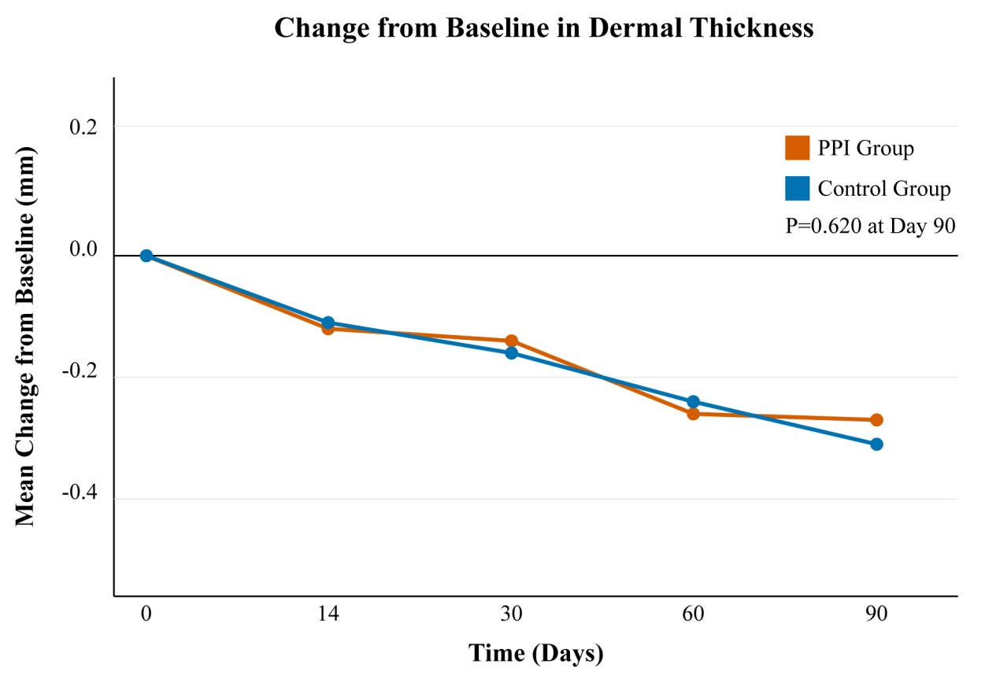 Change from Baseline in Dermal Thickness
Mean Change from Baseline (mm)
0.2
0.0
-0.2
-0.4
PPI Group
Control Group
P=0.620 at Day 90
0 14 30 60 90
Time (Days)